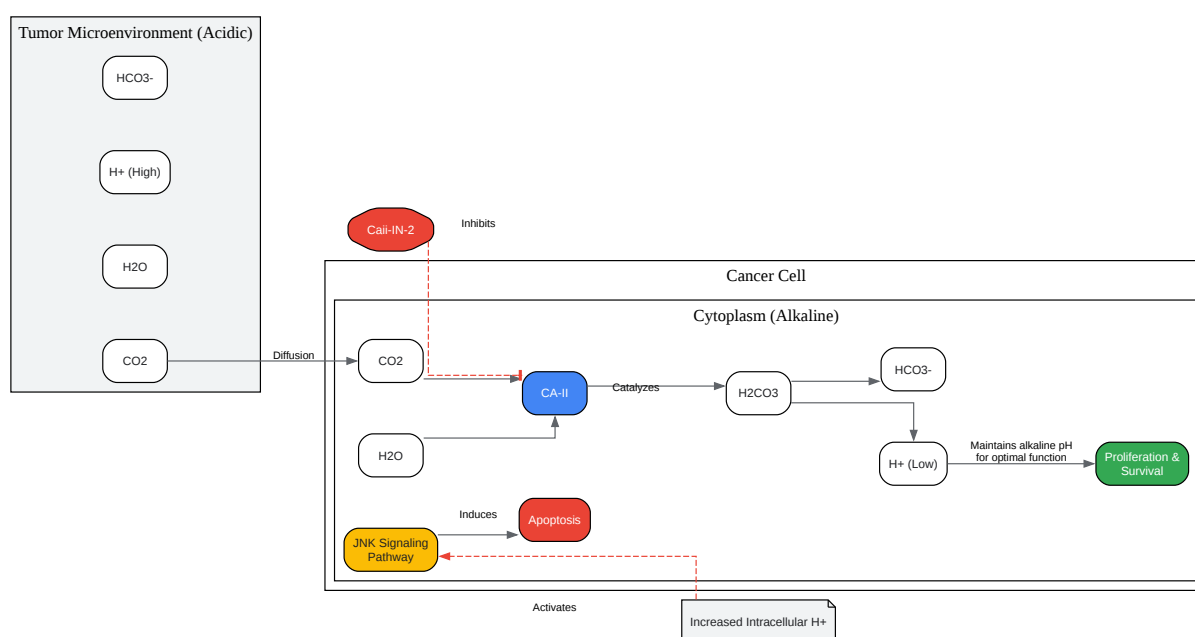 Tumor Microenvironment (Acidic)
HCO3-
H+ (High)
H2O
CO2
Diffusion
Caii-IN-2
Inhibits
Cancer Cell
Cytoplasm (Alkaline)
CO2
H2O
CA-II
Catalyzes
H2CO3
HCO3-
H+ (Low)
Maintains alkaline pH
for optimal function
Proliferation &
Survival
JNK Signaling
Pathway
Induces
Apoptosis
Activates
Increased Intracellular H+